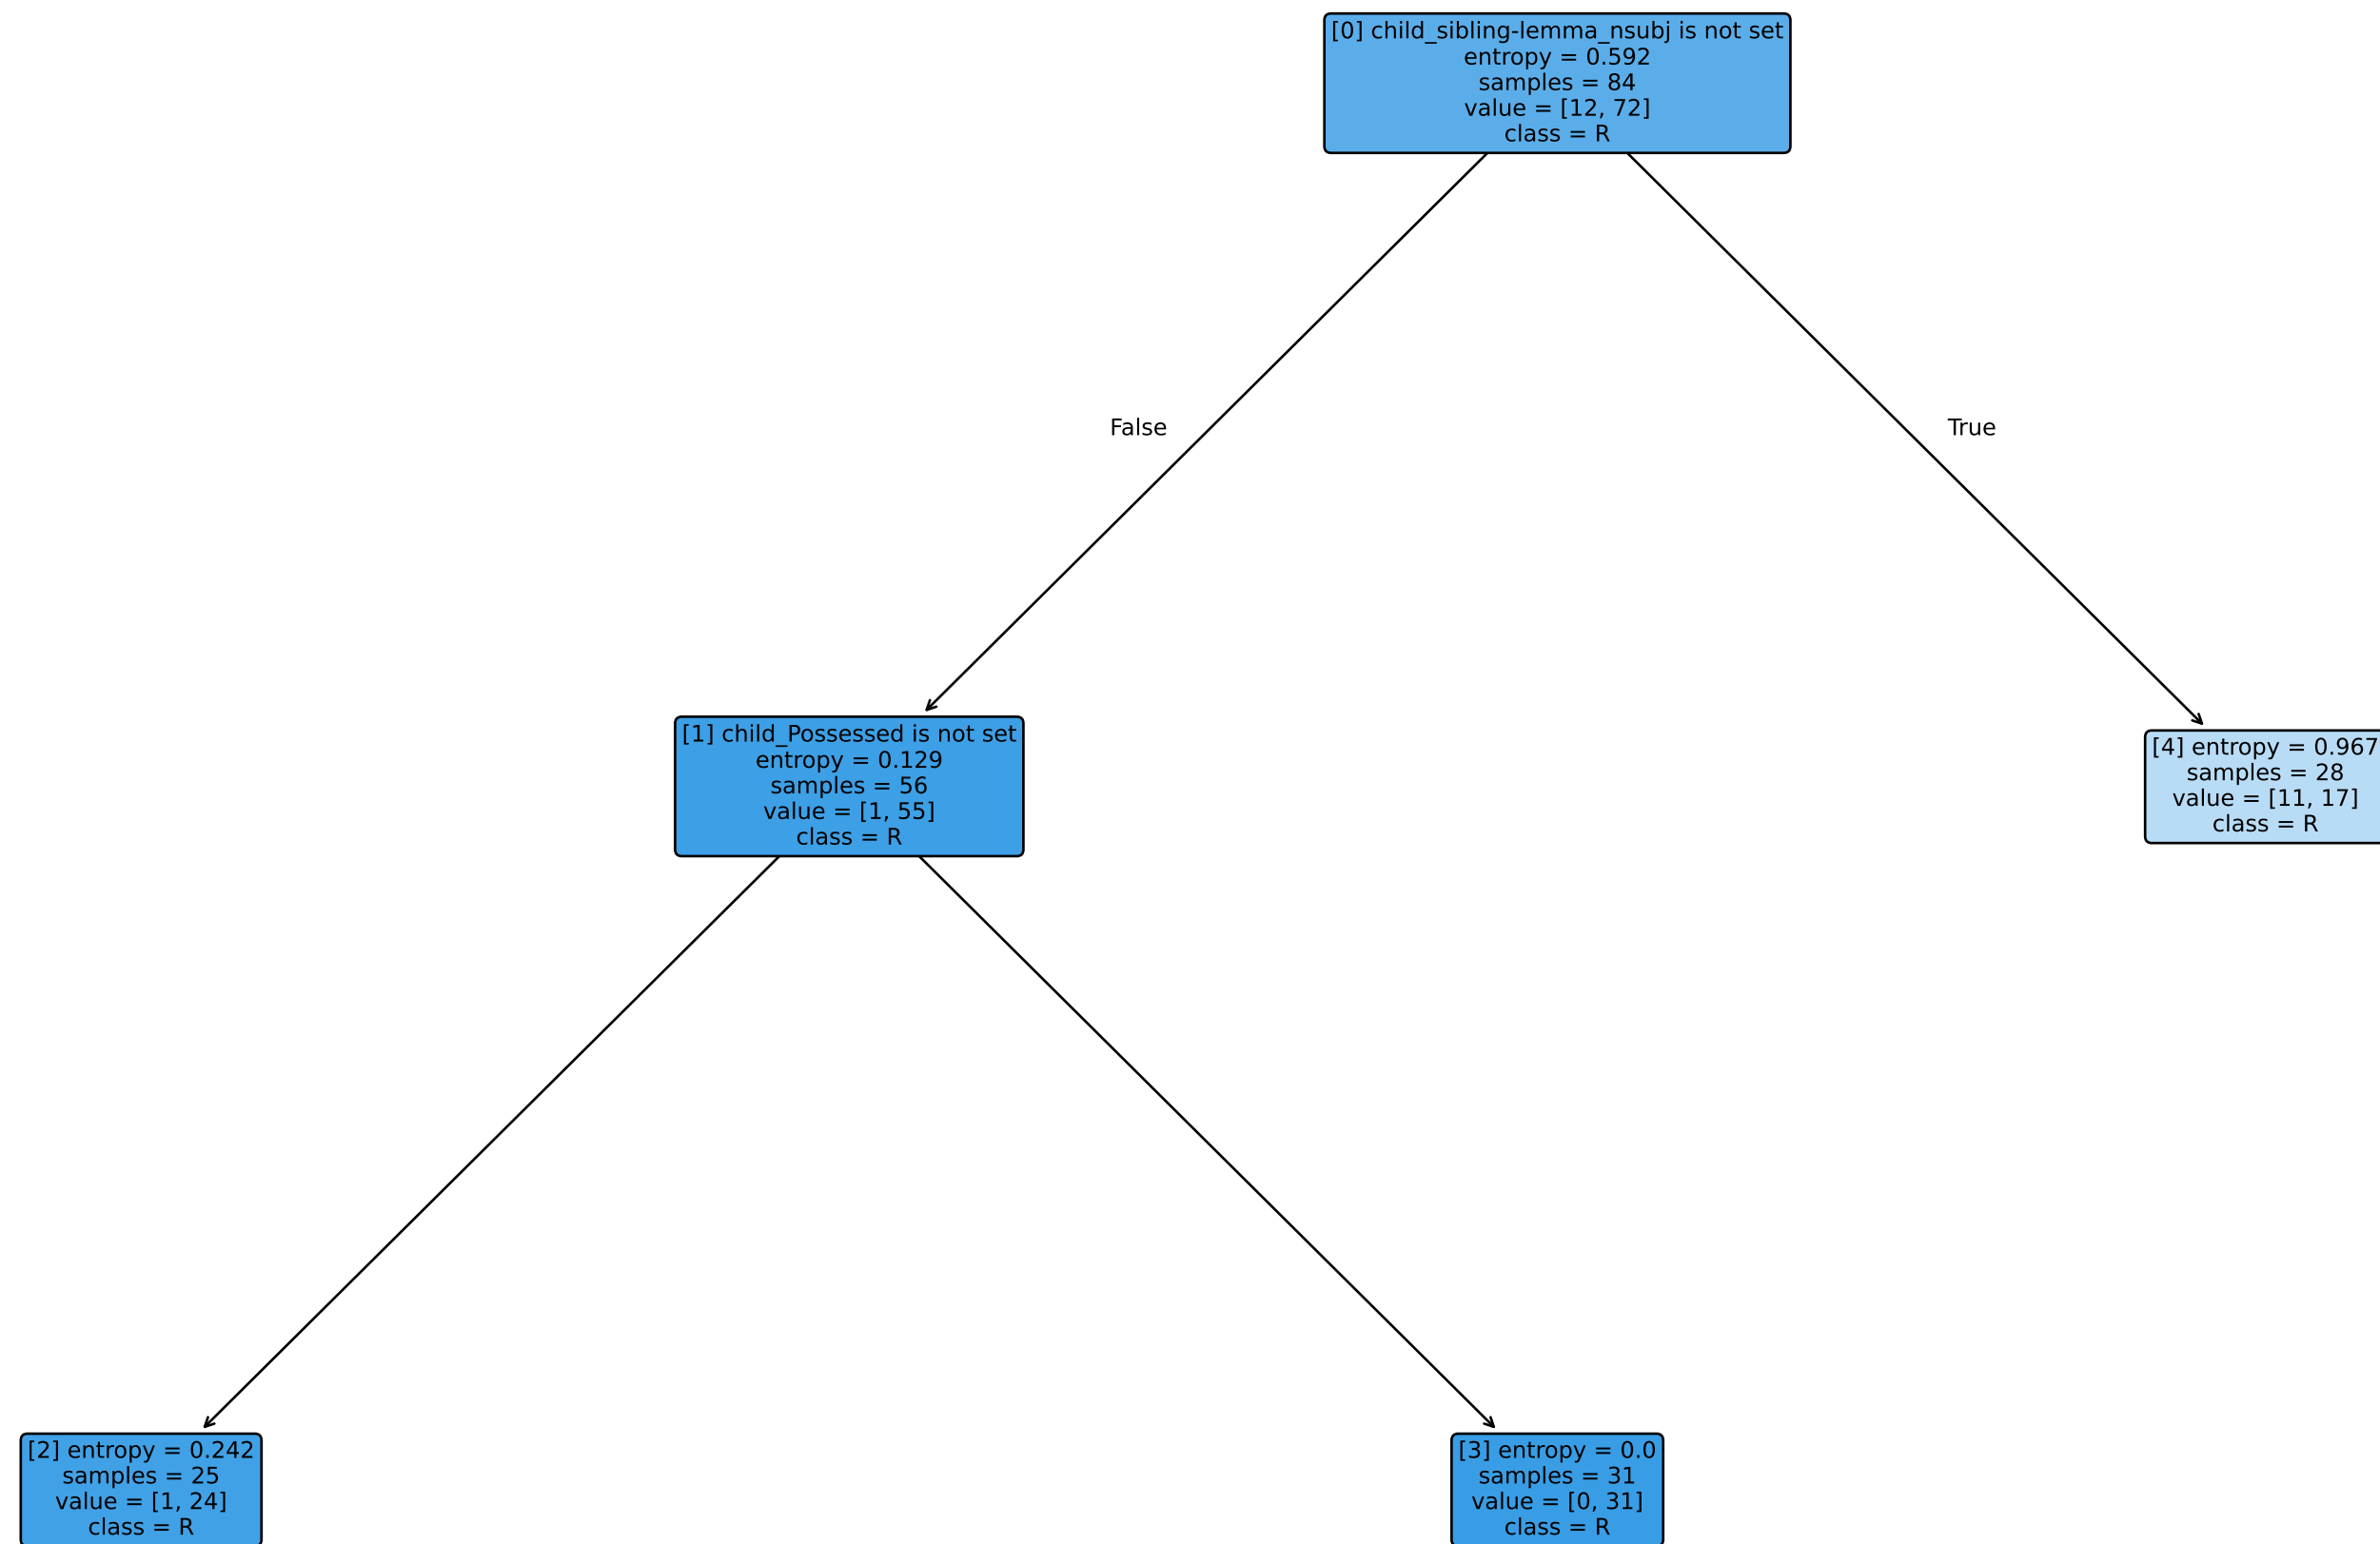 [0] child_sibling-lemma_nsubj is not set
entropy = 0.592
samples = 84
value = [12, 72]
class = R
False
True
[1] child_Possessed is not set
entropy = 0.129
samples = 56
value = [1, 55]
class = R
[4] entropy = 0.967
samples = 28
value = [11, 17]
class = R
[2] entropy = 0.242
samples = 25
value = [1, 24]
class = R
[3] entropy = 0.0
samples = 31
value = [0, 31]
class = R